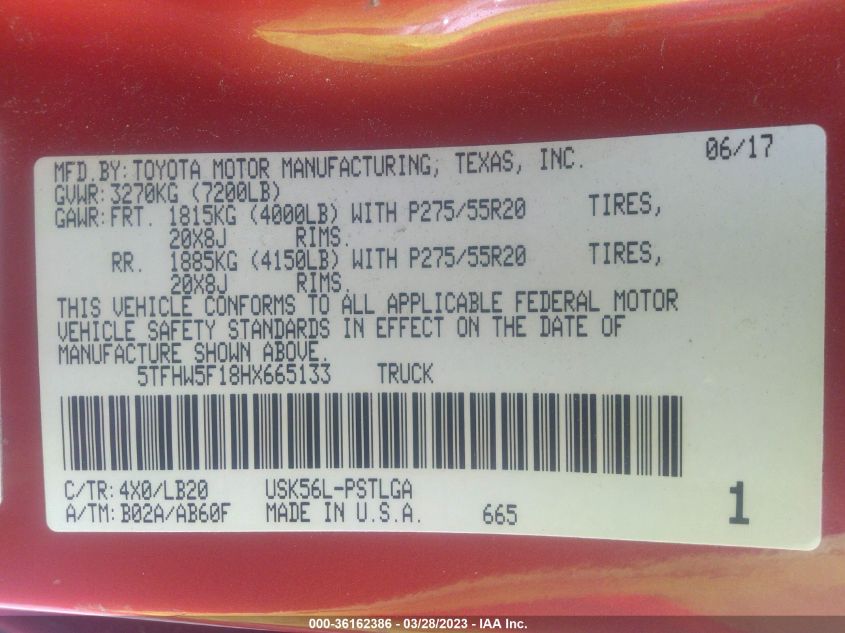 MFD.BY:TOYOTA MOTOR MANUFACTURING, TEXAS, INC. 06/17
GVWR:3270KG (7200LB)
GAWR:FRT. 1815KG (4000LB) WITH P275/55R20 TIRES,
20X8J RIMS.
RR. 1885KG (4150LB) WITH P275/55R20 TIRES,
20X8J RIMS.
THIS VEHICLE CONFORMS TO ALL APPLICABLE FEDERAL MOTOR
VEHICLE SAFETY STANDARDS IN EFFECT ON THE DATE OF
MANUFACTURE SHOWN ABOVE.
5TFHW5F18HX665133 TRUCK
C/TR:4X0/LB20 USK56L-PSTLGA
A/TM:B02A/AB60F MADE IN U.S.A. 665 1
000-36162386 - 03/28/2023 - IAA Inc.